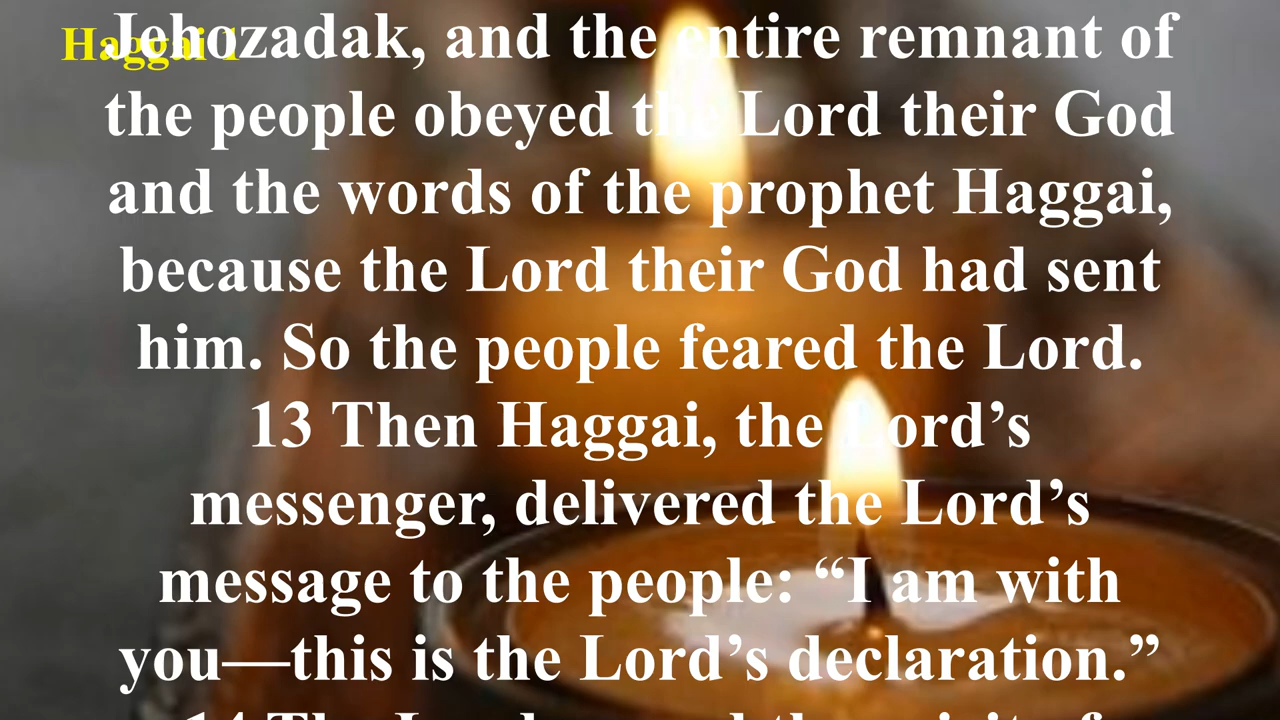 Haggai 1
Jehozadak, and the entire remnant of
the people obeyed the Lord their God
and the words of the prophet Haggai,
because the Lord their God had sent
him. So the people feared the Lord.
13 Then Haggai, the Lord’s
messenger, delivered the Lord’s
message to the people: “I am with
you—this is the Lord’s declaration.”